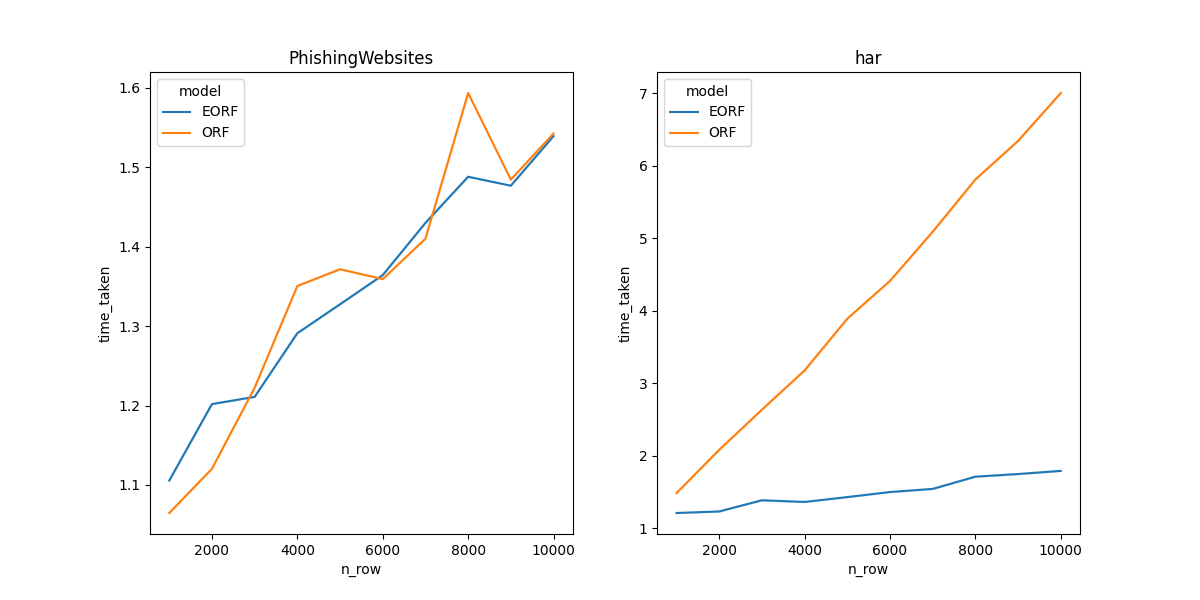 PhishingWebsites
model
EORF
ORF
1.6
1.5
1.4
1.3
1.2
1.1
time_taken
2000 4000 6000 8000 10000
n_row
har
model
EORF
ORF
7
6
5
4
3
2
1
time_taken
2000 4000 6000 8000 10000
n_row